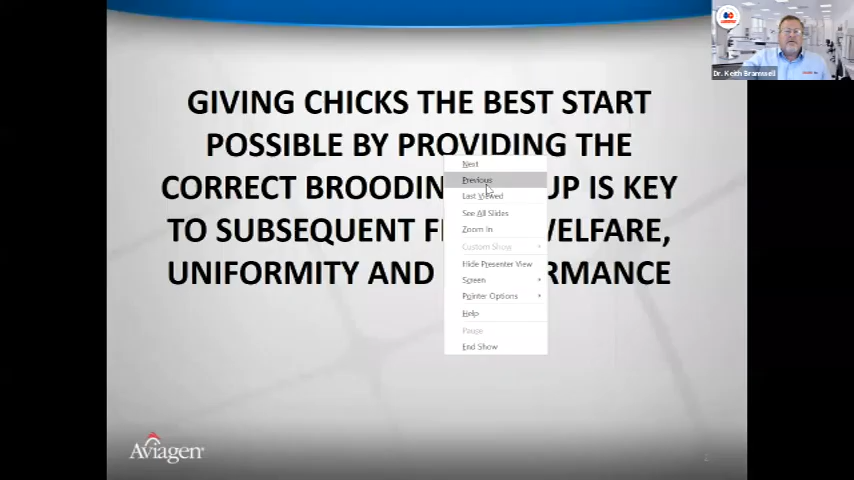 GIVING CHICKS THE BEST START
POSSIBLE BY PROVIDING THE
CORRECT BROODIN UP IS KEY
TO SUBSEQUENT F WELFARE,
UNIFORMITY AND RMANCE
Next
Previous
Last Viewed
See All Slides
Zoom In
Custom Show
Hide Presenter View
Screen
Pointer Options
Help
Pause
End Show
Dr. Keith Bramwell
Aviagen